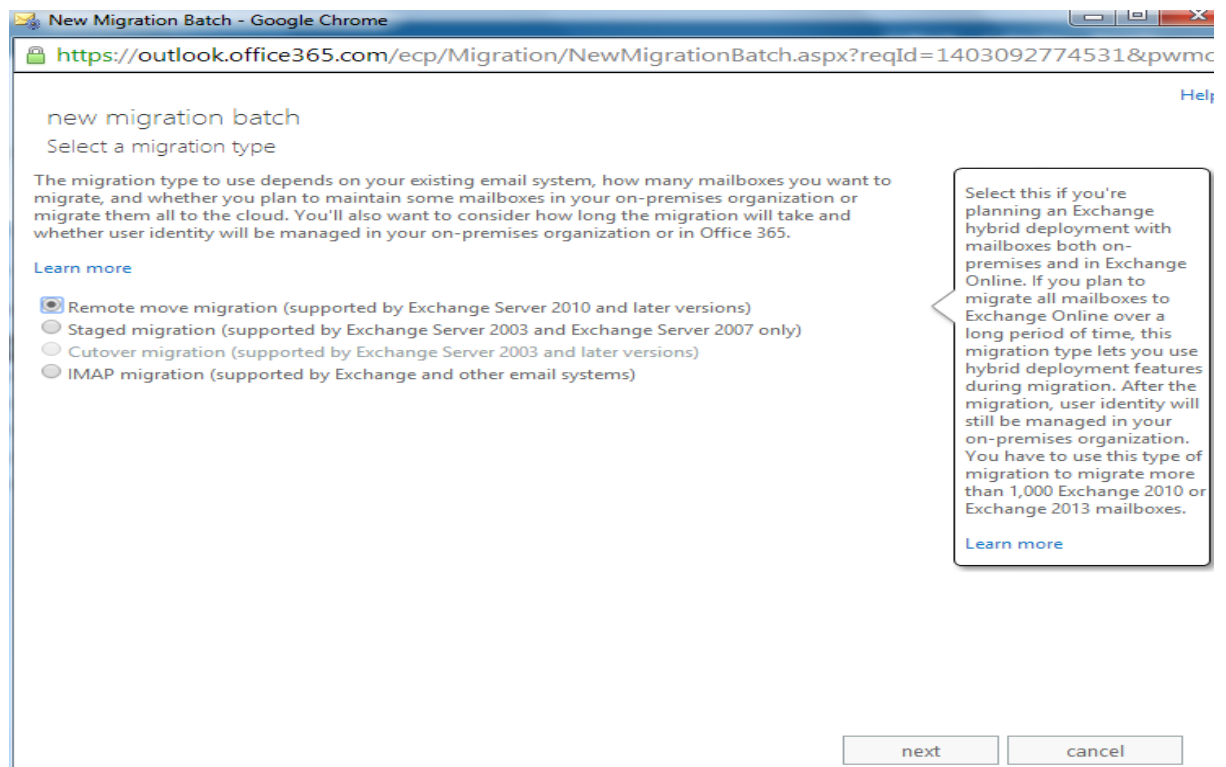 New Migration Batch - Google Chrome
https://outlook.office365.com/ecp/Migration/NewMigrationBatch.aspx?reqId=1403092774531&pwmc
Help
new migration batch
Select a migration type
The migration type to use depends on your existing email system, how many mailboxes you want to
migrate, and whether you plan to maintain some mailboxes in your on-premises organization or
migrate them all to the cloud. You'll also want to consider how long the migration will take and
whether user identity will be managed in your on-premises organization or in Office 365.
Learn more
Remote move migration (supported by Exchange Server 2010 and later versions)
Staged migration (supported by Exchange Server 2003 and Exchange Server 2007 only)
Cutover migration (supported by Exchange Server 2003 and later versions)
IMAP migration (supported by Exchange and other email systems)
Select this if you're
planning an Exchange
hybrid deployment with
mailboxes both on-
premises and in Exchange
Online. If you plan to
migrate all mailboxes to
Exchange Online over a
long period of time, this
migration type lets you use
hybrid deployment features
during migration. After the
migration, user identity will
still be managed in your
on-premises organization.
You have to use this type of
migration to migrate more
than 1,000 Exchange 2010 or
Exchange 2013 mailboxes.
Learn more
next
cancel